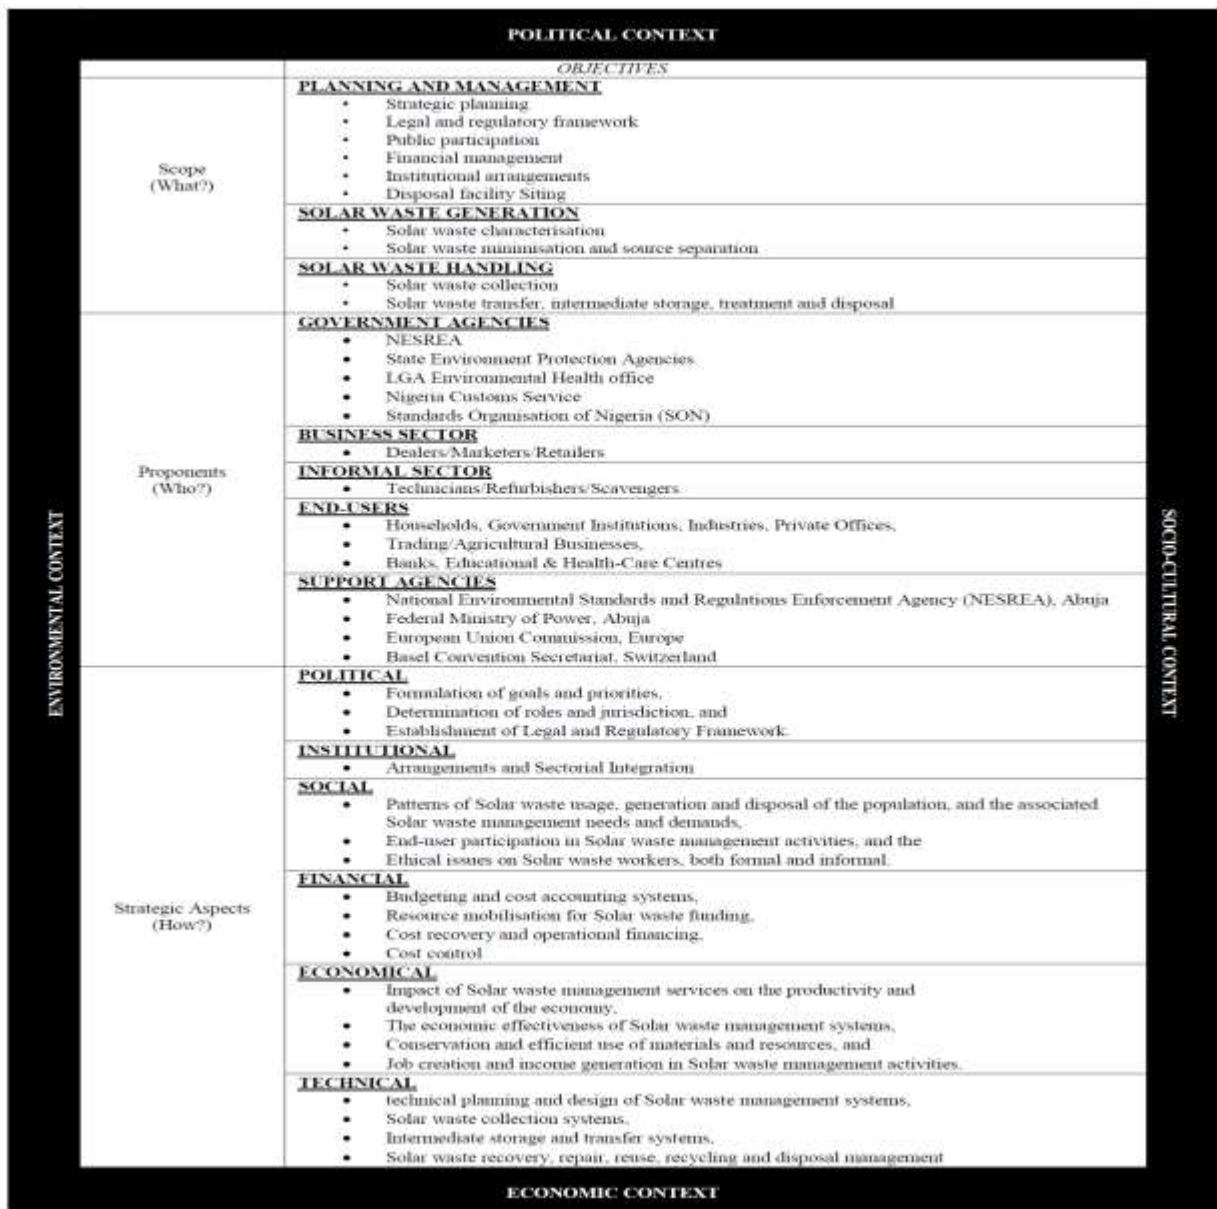 POLITICAL CONTEXT
ENVIRONMENTAL CONTEXT
OBJECTIVES
Scope
(What?)
PLANNING AND MANAGEMENT
• Strategic planning
• Legal and regulatory framework
• Public participation
• Financial management
• Institutional arrangements
• Disposal facility Siting
SOLAR WASTE GENERATION
• Solar waste characterisation
• Solar waste minimisation and source separation
SOLAR WASTE HANDLING
• Solar waste collection
• Solar waste transfer, intermediate storage, treatment and disposal
Proponents
(Who?)
GOVERNMENT AGENCIES
• NESREA
• State Environment Protection Agencies
• LGA Environmental Health office
• Nigeria Customs Service
• Standards Organisation of Nigeria (SON)
BUSINESS SECTOR
• Dealers/Marketers/Retailers
INFORMAL SECTOR
• Technicians/Refurbishers/Scavengers
END-USERS
• Households, Government Institutions, Industries, Private Offices,
• Trading/Agricultural Businesses,
• Banks, Educational & Health-Care Centres
SUPPORT AGENCIES
• National Environmental Standards and Regulations Enforcement Agency (NESREA), Abuja
• Federal Ministry of Power, Abuja
• European Union Commission, Europe
• Basel Convention Secretariat, Switzerland
Strategic Aspects
(How?)
POLITICAL
• Formulation of goals and priorities,
• Determination of roles and jurisdiction, and
• Establishment of Legal and Regulatory Framework.
INSTITUTIONAL
• Arrangements and Sectorial Integration
SOCIAL
• Patterns of Solar waste usage, generation and disposal of the population, and the associated
Solar waste management needs and demands,
• End-user participation in Solar waste management activities, and the
• Ethical issues on Solar waste workers, both formal and informal.
FINANCIAL
• Budgeting and cost accounting systems,
• Resource mobilisation for Solar waste funding,
• Cost recovery and operational financing,
• Cost control
ECONOMICAL
• Impact of Solar waste management services on the productivity and
development of the economy,
• The economic effectiveness of Solar waste management systems,
• Conservation and efficient use of materials and resources, and
• Job creation and income generation in Solar waste management activities.
TECHNICAL
• technical planning and design of Solar waste management systems,
• Solar waste collection systems,
• Intermediate storage and transfer systems,
• Solar waste recovery, repair, reuse, recycling and disposal management
SOCIO-CULTURAL CONTEXT
ECONOMIC CONTEXT